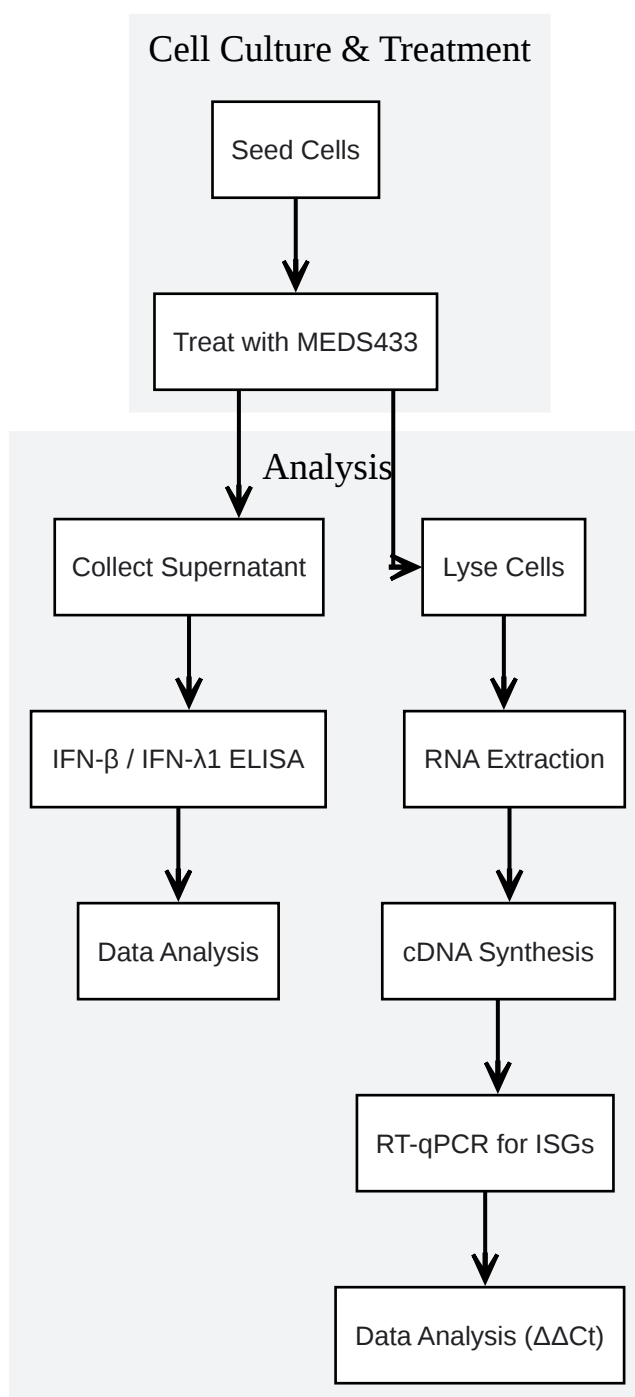 Cell Culture & Treatment
Seed Cells
Treat with MEDS433
Analysis
Collect Supernatant
Lyse Cells
IFN-β / IFN-λ1 ELISA
RNA Extraction
Data Analysis
cDNA Synthesis
RT-qPCR for ISGs
Data Analysis (ΔΔCt)